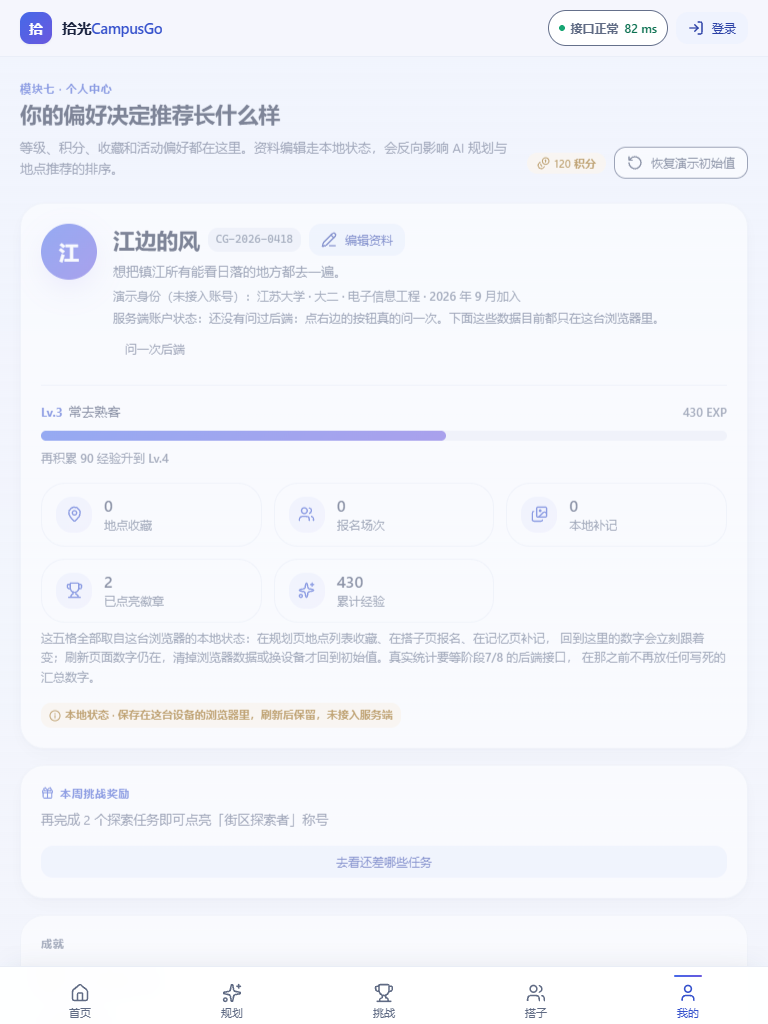 拾 拾光CampusGo
接口正常 82 ms
登录
模块七 · 个人中心
你的偏好决定推荐长什么样
等级、积分、收藏和活动偏好都在这里。资料编辑走本地状态，会反向影响 AI 规划与
地点推荐的排序。
120 积分
恢复演示初始值
江
江边的风 CG-2026-0418 编辑资料
想把镇江所有能看日落的地方都去一遍。
演示身份（未接入账号）：江苏大学 · 大二 · 电子信息工程 · 2026 年 9 月加入
服务端账户状态：还没有问过后端：点右边的按钮真的问一次。下面这些数据目前都只在这台浏览器里。
问一次后端
Lv.3 常去熟客 430 EXP
再积累 90 经验升到 Lv.4
0
地点收藏
0
报名场次
0
本地补记
2
已点亮徽章
430
累计经验
这五格全部取自这台浏览器的本地状态：在规划页地点列表收藏、在搭子页报名、在记忆页补记， 回到这里的数字会立刻跟着
变；刷新页面数字仍在，清掉浏览器数据或换设备才回到初始值。真实统计要等阶段7/8 的后端接口， 在那之前不再放任何写死的
汇总数字。
本地状态 · 保存在这台设备的浏览器里，刷新后保留，未接入服务端
本周挑战奖励
再完成 2 个探索任务即可点亮「街区探索者」称号
去看还差哪些任务
成就
首页 规划 挑战 搭子 我的